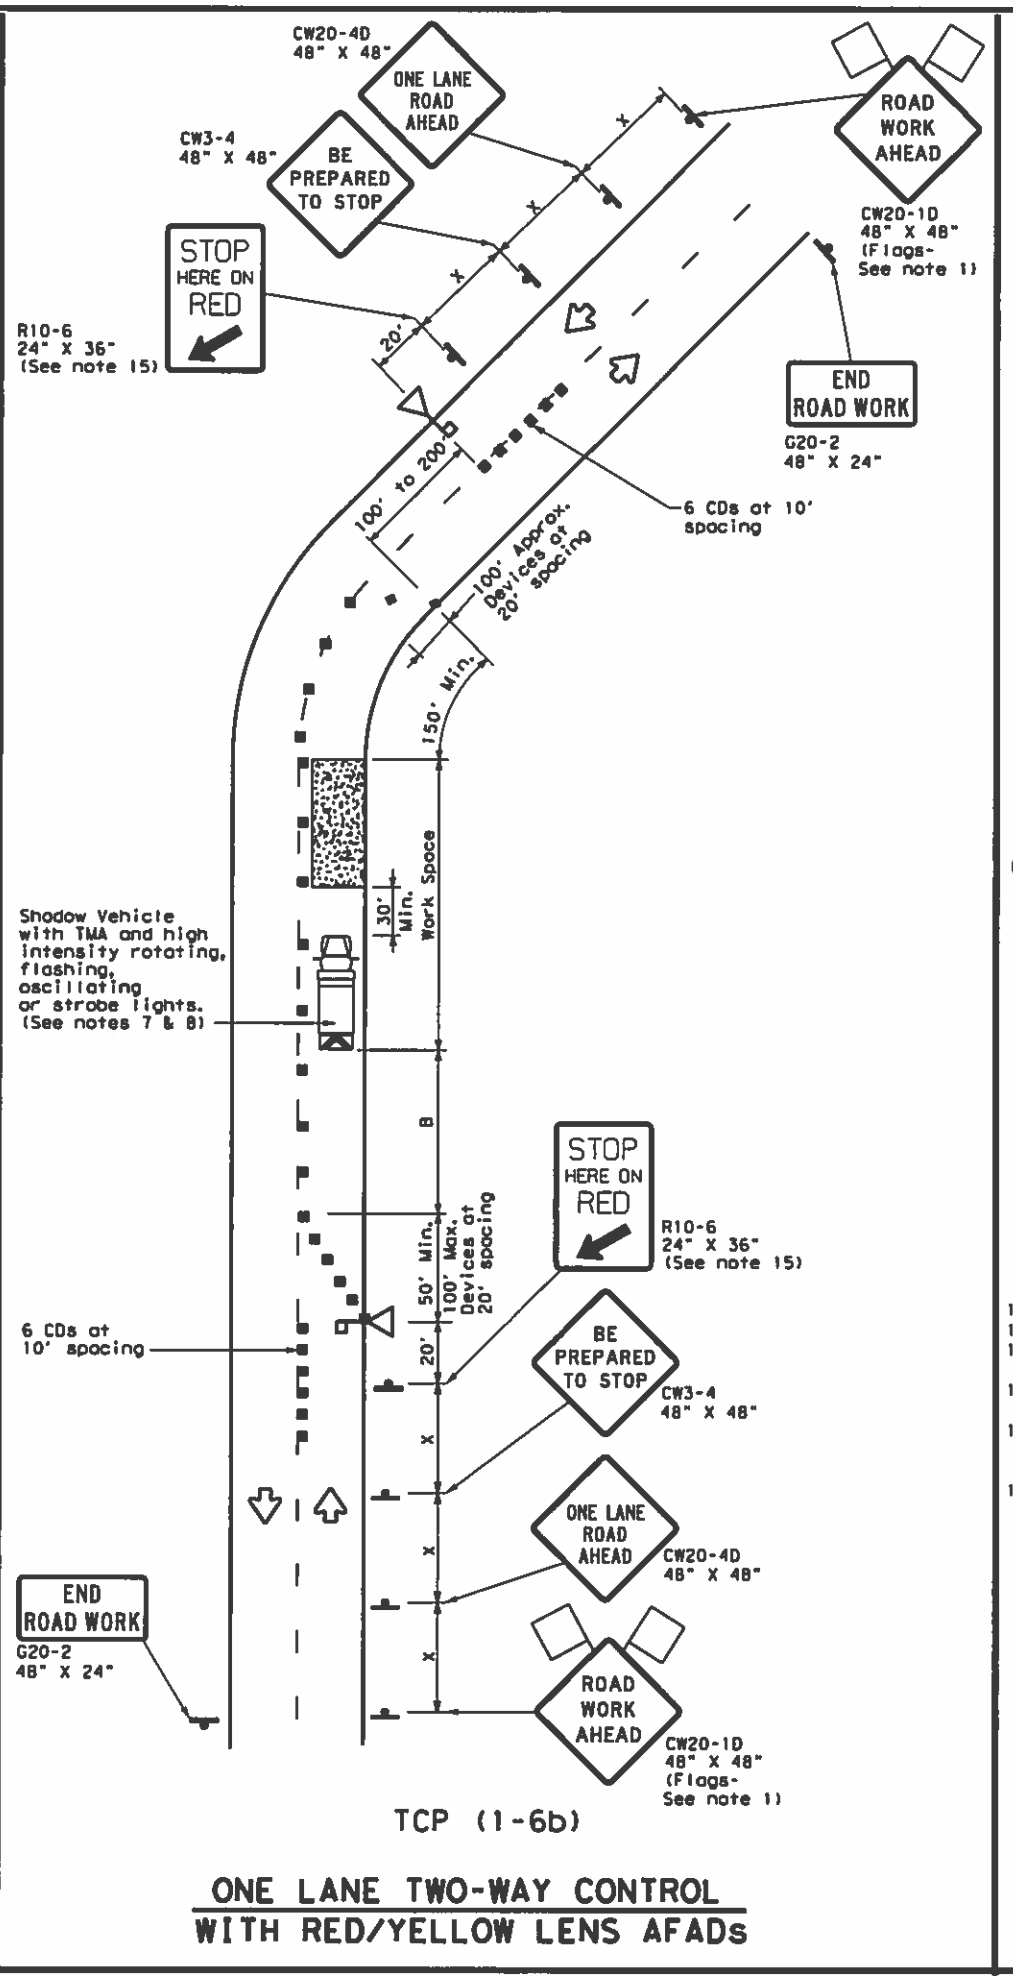 CW20-4D
48" X 48"
ONE LANE
ROAD
AHEAD
CW3-4
48" X 48"
BE
PREPARED
TO STOP
STOP
HERE ON
RED
R10-6
24" X 36"
(See note 15)
ROAD
WORK
AHEAD
CW20-1D
48" X 48"
(Flags-
See note 1)
X
X
X
20'
END
ROAD WORK
G20-2
48" X 24"
100' to 200'
6 CDs at 10'
spacing
100' Approx.
Devices at
20' spacing
150' Min.
Work Space
30'
Min.
Shadow Vehicle
with TMA and high
intensity rotating,
flashing,
oscillating
or strobe lights.
(See notes 7 & 8)
B
50' Min.
100' Max.
Devices at
20' spacing
STOP
HERE ON
RED
R10-6
24" X 36"
(See note 15)
6 CDs at
10' spacing
20'
BE
PREPARED
TO STOP
CW3-4
48" X 48"
X
ONE LANE
ROAD
AHEAD
CW20-4D
48" X 48"
X
END
ROAD WORK
G20-2
48" X 24"
X
ROAD
WORK
AHEAD
CW20-1D
48" X 48"
(Flags-
See note 1)
TCP (1-6b)
ONE LANE TWO-WAY CONTROL
WITH RED/YELLOW LENS AFADs